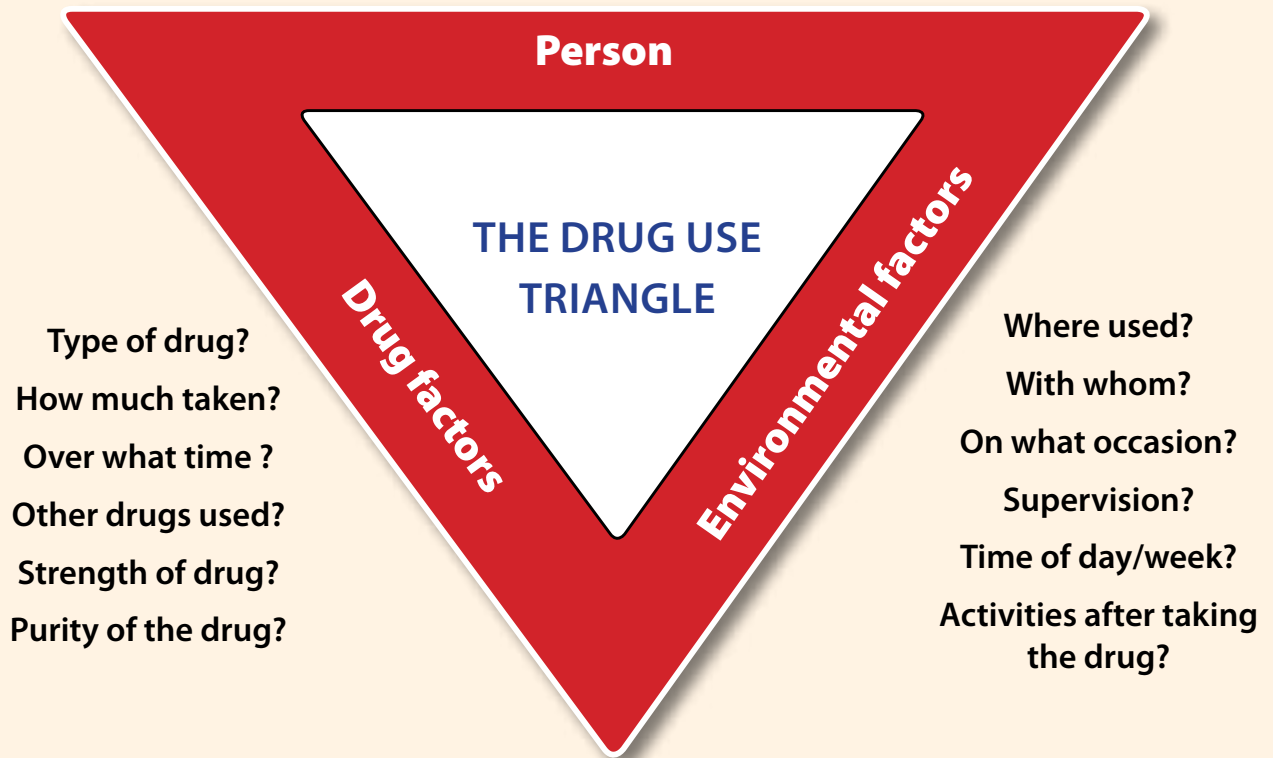 Person
THE DRUG USE
TRIANGLE
Drug factors
Environmental factors
Type of drug?
How much taken?
Over what time ?
Other drugs used?
Strength of drug?
Purity of the drug?
Where used?
With whom?
On what occasion?
Supervision?
Time of day/week?
Activities after taking
the drug?